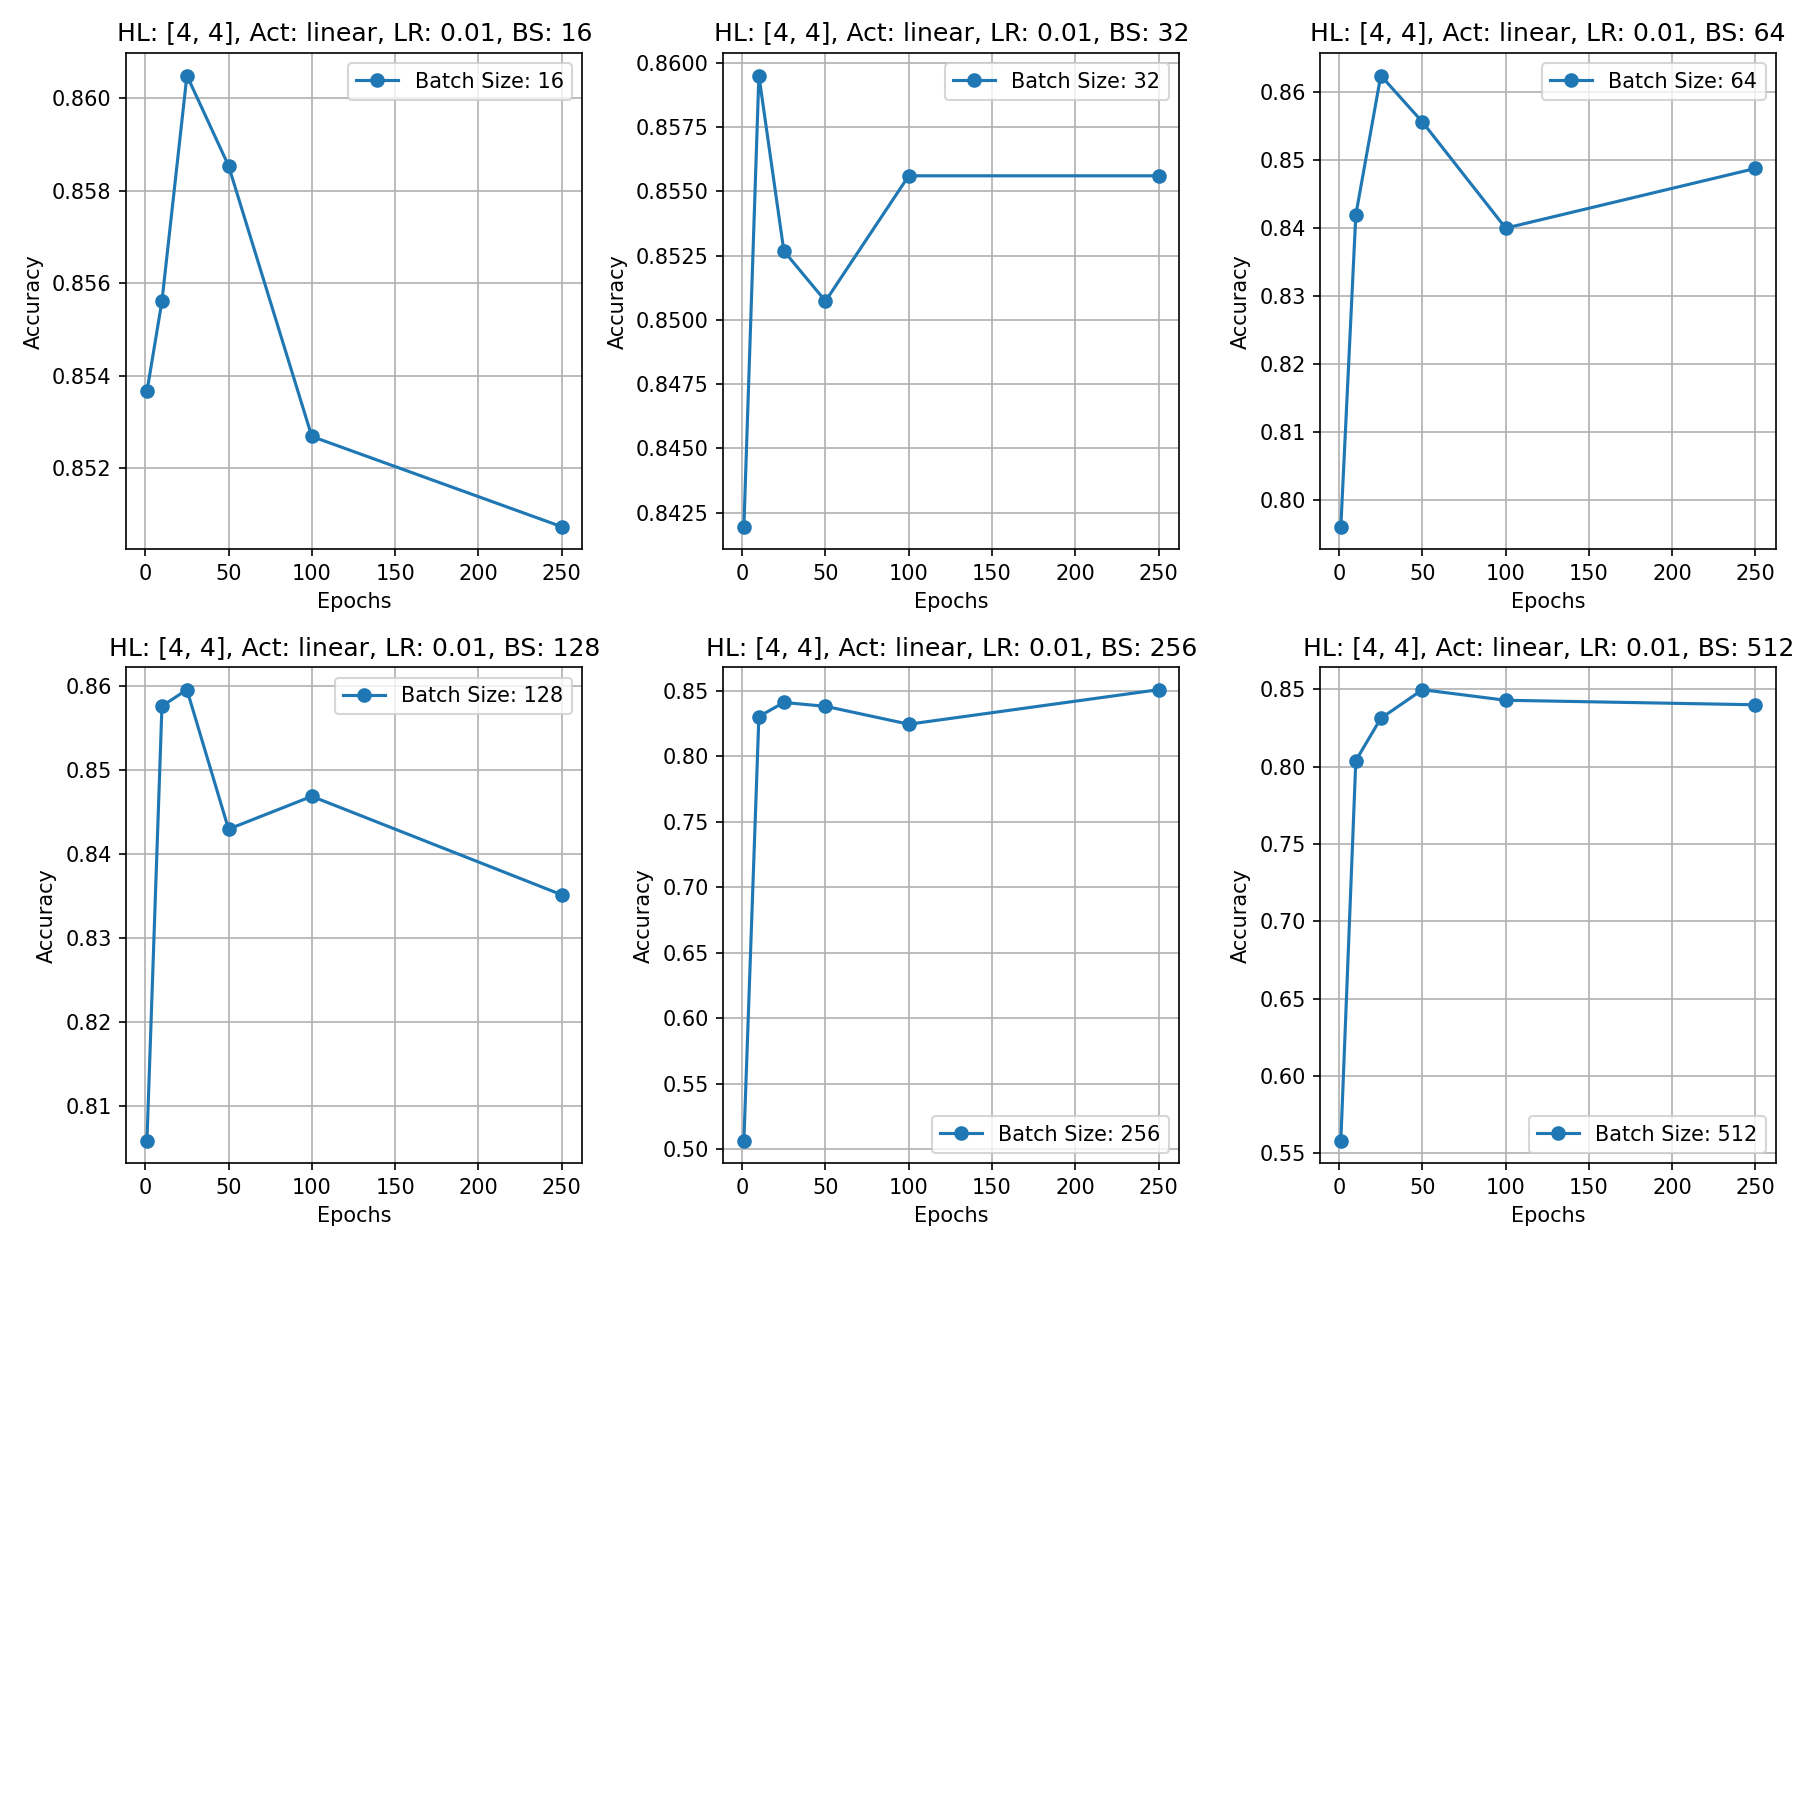 HL: [4, 4], Act: linear, LR: 0.01, BS: 16
Batch Size: 16
0.860
0.858
0.856
0.854
0.852
Accuracy
0 50 100 150 200 250
Epochs
HL: [4, 4], Act: linear, LR: 0.01, BS: 32
Batch Size: 32
0.8600
0.8575
0.8550
0.8525
0.8500
0.8475
0.8450
0.8425
Accuracy
0 50 100 150 200 250
Epochs
HL: [4, 4], Act: linear, LR: 0.01, BS: 64
Batch Size: 64
0.86
0.85
0.84
0.83
0.82
0.81
0.80
Accuracy
0 50 100 150 200 250
Epochs
HL: [4, 4], Act: linear, LR: 0.01, BS: 128
Batch Size: 128
0.86
0.85
0.84
0.83
0.82
0.81
Accuracy
0 50 100 150 200 250
Epochs
HL: [4, 4], Act: linear, LR: 0.01, BS: 256
0.85
0.80
0.75
0.70
0.65
0.60
0.55
0.50
Accuracy
Batch Size: 256
0 50 100 150 200 250
Epochs
HL: [4, 4], Act: linear, LR: 0.01, BS: 512
0.85
0.80
0.75
0.70
0.65
0.60
0.55
Accuracy
Batch Size: 512
0 50 100 150 200 250
Epochs